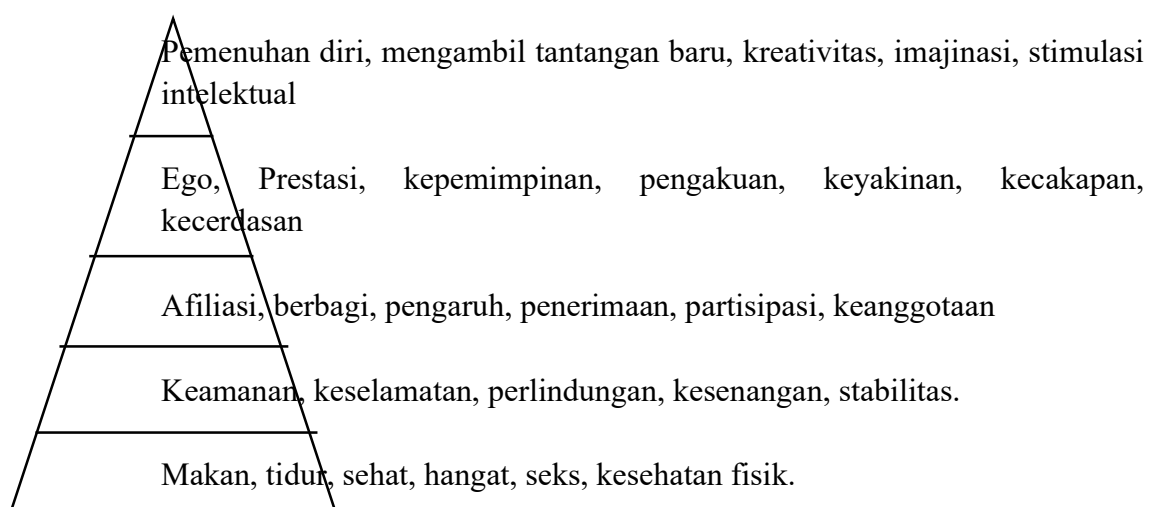 Pemenuhan diri, mengambil tantangan baru, kreativitas, imajinasi, stimulasi
intelektual
Ego, Prestasi, kepemimpinan, pengakuan, keyakinan, kecakapan,
kecerdasan
Afiliasi, berbagi, pengaruh, penerimaan, partisipasi, keanggotaan
Keamanan, keselamatan, perlindungan, kesenangan, stabilitas.
Makan, tidur, sehat, hangat, seks, kesehatan fisik.